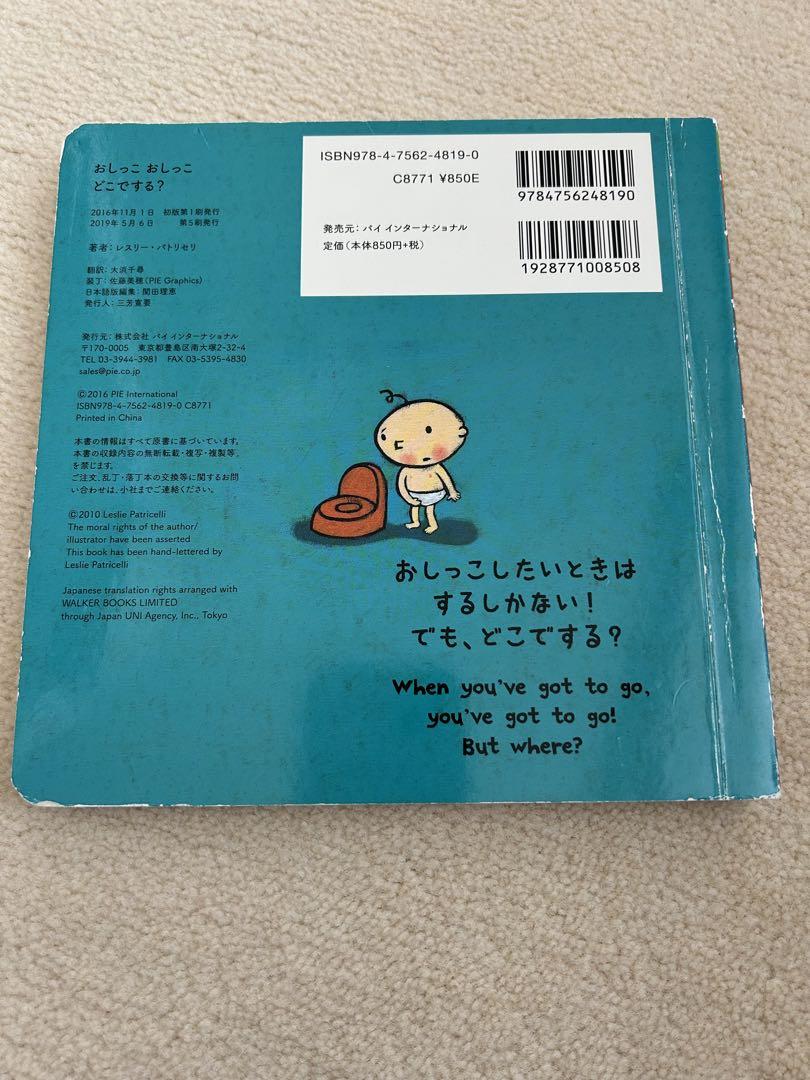 おしっこ おしっこ
どこでする?
2016年11月1日 初版第1刷発行
2019年5月6日 第5刷発行
著者:レスリー・パトリセリ
翻訳:大浜千尋
装丁:佐藤美穂(PIE Graphics)
日本語版編集:関田理恵
発行人:三芳寛要
発行元:株式会社 パイ インターナショナル
〒170-0005 東京都豊島区南大塚2-32-4
TEL 03-3944-3981 FAX 03-5395-4830
sales@pie.co.jp
©2016 PIE International
ISBN978-4-7562-4819-0 C8771
Printed in China
本書の情報はすべて原書に基づいています。
本書の収録内容の無断転載・複写・複製等
を禁じます。
ご注文、乱丁・落丁本の交換等に関するお問
い合わせは、小社までご連絡ください。
©2010 Leslie Patricelli
The moral rights of the author/
illustrator have been asserted
This book has been hand-lettered by
Leslie Patricelli
Japanese translation rights arranged with
WALKER BOOKS LIMITED
through Japan UNI Agency, Inc., Tokyo
ISBN978-4-7562-4819-0
C8771 ¥850E
発売元:パイ インターナショナル
定価(本体850円+税)
9784756248190
1928771008508
おしっこしたいときは
するしかない!
でも、どこでする?
When you've got to go,
you've got to go!
But where?